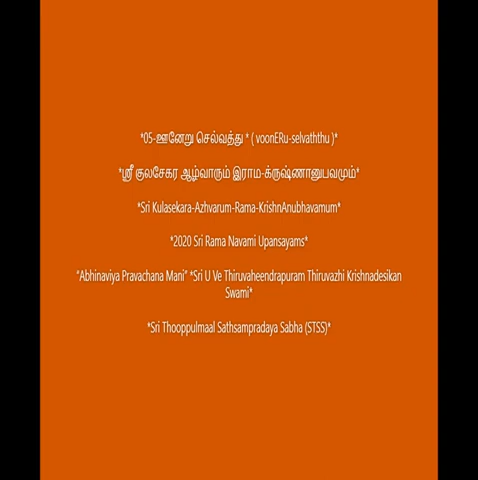 *05-ஊனேறு செல்வத்து * ( voonERu-selvaththu )*
*ஸ்ரீ குலசேகர ஆழ்வாரும் இராம-க்ருஷ்ணானுபவமும்*
*Sri Kulasekara-Azhvarum-Rama-KrishnAnubhavamum*
*2020 Sri Rama Navami Upansayams*
"Abhinaviya Pravachana Mani" *Sri U Ve Thiruvaheendrapuram Thiruvazhi Krishnadesikan
Swami*
*Sri Thooppulmaal Sathsampradaya Sabha (STSS)*